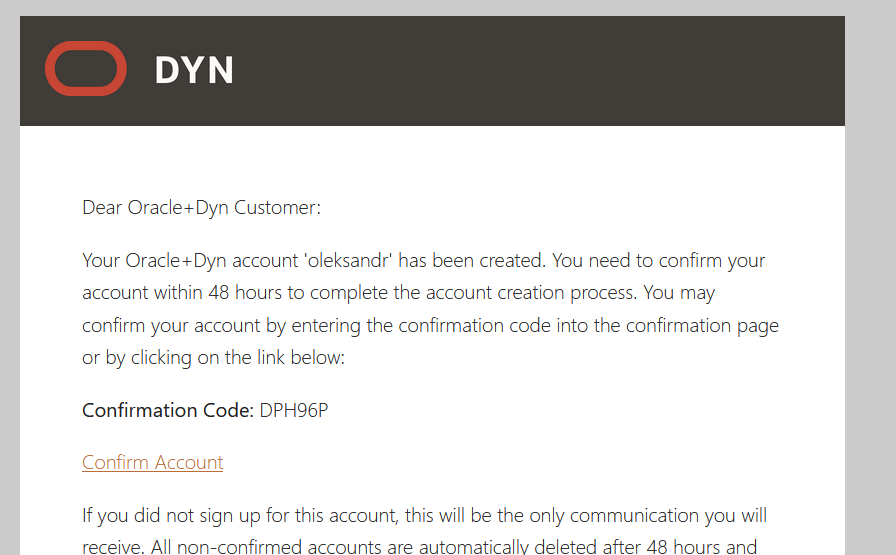 DYN
Dear Oracle+Dyn Customer:
Your Oracle+Dyn account 'oleksandr' has been created. You need to confirm your
account within 48 hours to complete the account creation process. You may
confirm your account by entering the confirmation code into the confirmation page
or by clicking on the link below:
Confirmation Code: DPH96P
Confirm Account
If you did not sign up for this account, this will be the only communication you will
receive. All non-confirmed accounts are automatically deleted after 48 hours and